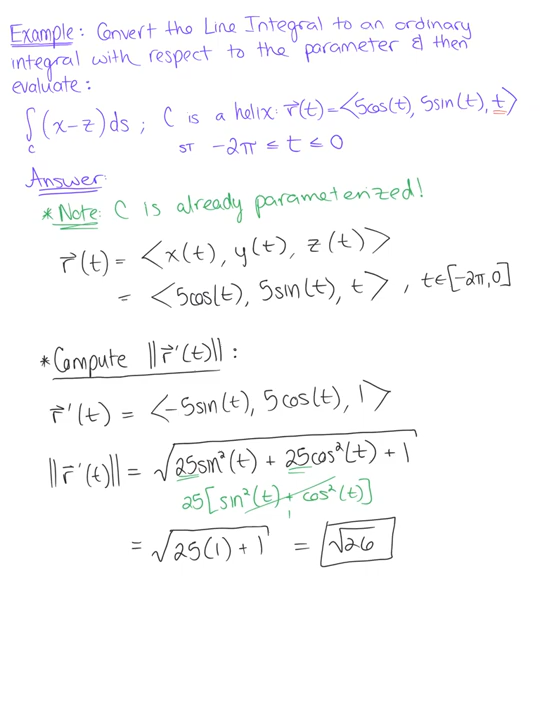 Example: Convert the Line Integral to an ordinary
integral with respect to the parameter & then
evaluate:
∫_C (x-z)ds ; C is a helix: r⃗(t)=<5cos(t), 5sin(t), t>
ST -2π ≤ t ≤ 0
Answer:
*Note: C is already parameterized!
r⃗(t) = <x(t), y(t), z(t)>
= <5cos(t), 5sin(t), t> , t∈[-2π,0]
*Compute ||r⃗'(t)|| :
r⃗'(t) = <-5sin(t), 5cos(t), 1>
||r⃗'(t)|| = √(25sin²(t) + 25cos²(t) + 1)
25[sin²(t) + cos²(t)]
1
= √(25(1) + 1) = √26